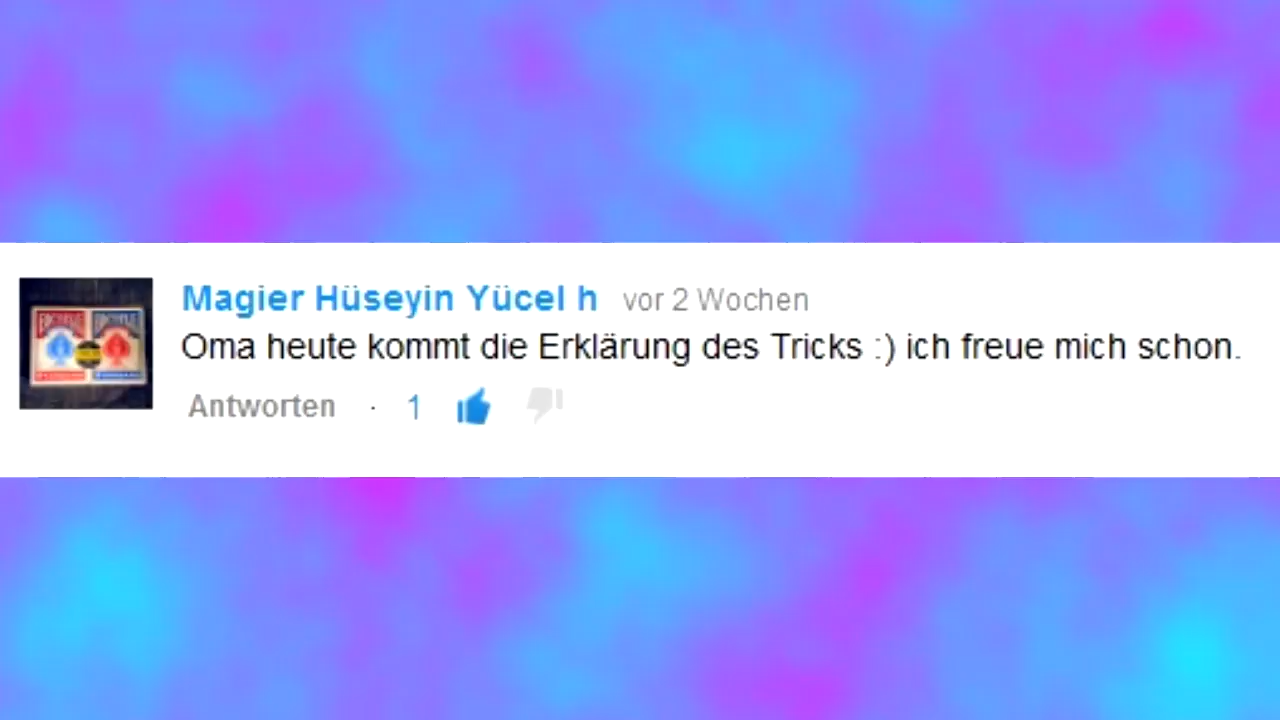 Magier Hüseyin Yücel h vor 2 Wochen
Oma heute kommt die Erklärung des Tricks :) ich freue mich schon.
Antworten · 1